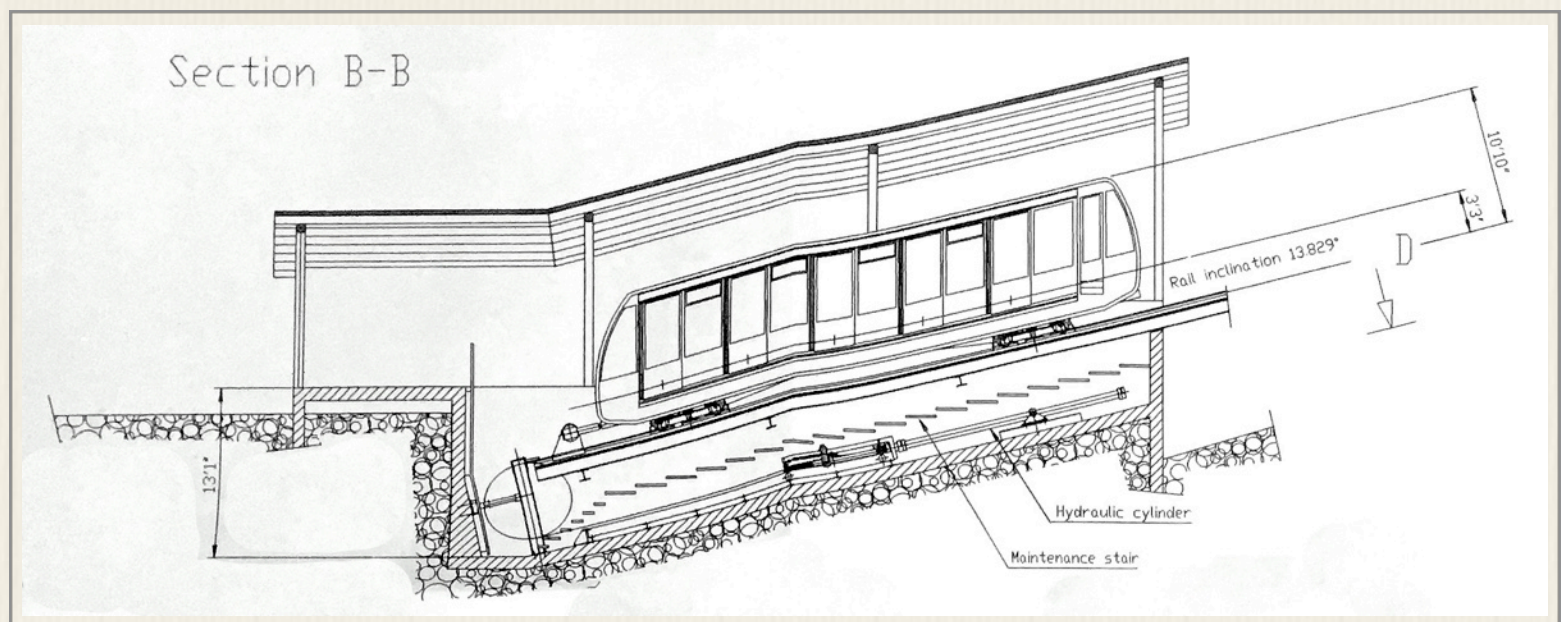 Section B-B
10'10"
3'3"
D
Rail inclination 13.829°
13'1"
Hydraulic cylinder
Maintenance stair